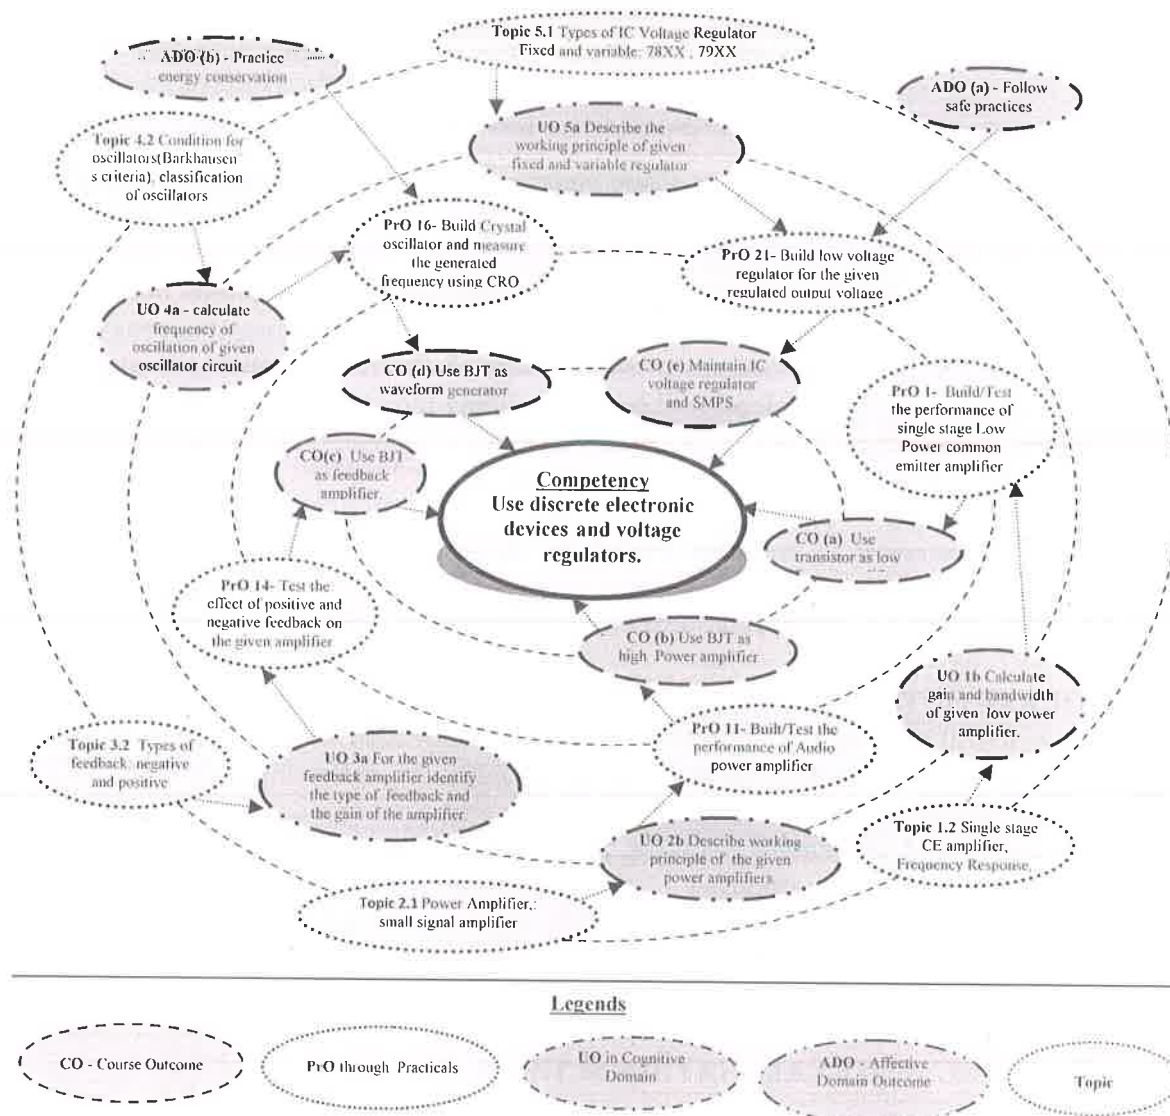 Topic 5.1 Types of IC Voltage Regulator
Fixed and variable: 78XX , 79XX
ADO (b) - Practice
energy conservation
ADO (a) - Follow
safe practices
Topic 4.2 Condition for
oscillators(Barkhausen
s criteria), classification
of oscillators
UO 5a Describe the
working principle of given
fixed and variable regulator
PrO 16- Build Crystal
oscillator and measure
the generated
frequency using CRO
PrO 21- Build low voltage
regulator for the given
regulated output voltage
UO 4a - calculate
frequency of
oscillation of given
oscillator circuit
CO (d) Use BJT as
waveform generator
CO (e) Maintain IC
voltage regulator
and SMPS.
PrO 1- Build/Test
the performance of
single stage Low
Power common
emitter amplifier
CO(c) Use BJT
as feedback
amplifier.
Competency
Use discrete electronic
devices and voltage
regulators.
CO (a) Use
transistor as low
PrO 14- Test the
effect of positive and
negative feedback on
the given amplifier
CO (b) Use BJT as
high Power amplifier
UO 1b Calculate
gain and bandwidth
of given low power
amplifier.
Topic 3.2 Types of
feedback: negative
and positive
UO 3a For the given
feedback amplifier identify
the type of feedback and
the gain of the amplifier.
PrO 11- Built/Test the
performance of Audio
power amplifier
UO 2b Describe working
principle of the given
power amplifiers.
Topic 1.2 Single stage
CE amplifier,
Frequency Response,
Topic 2.1 Power Amplifier,:
small signal amplifier
Legends
CO - Course Outcome
PrO through Practicals
UO in Cognitive
Domain
ADO - Affective
Domain Outcome
Topic